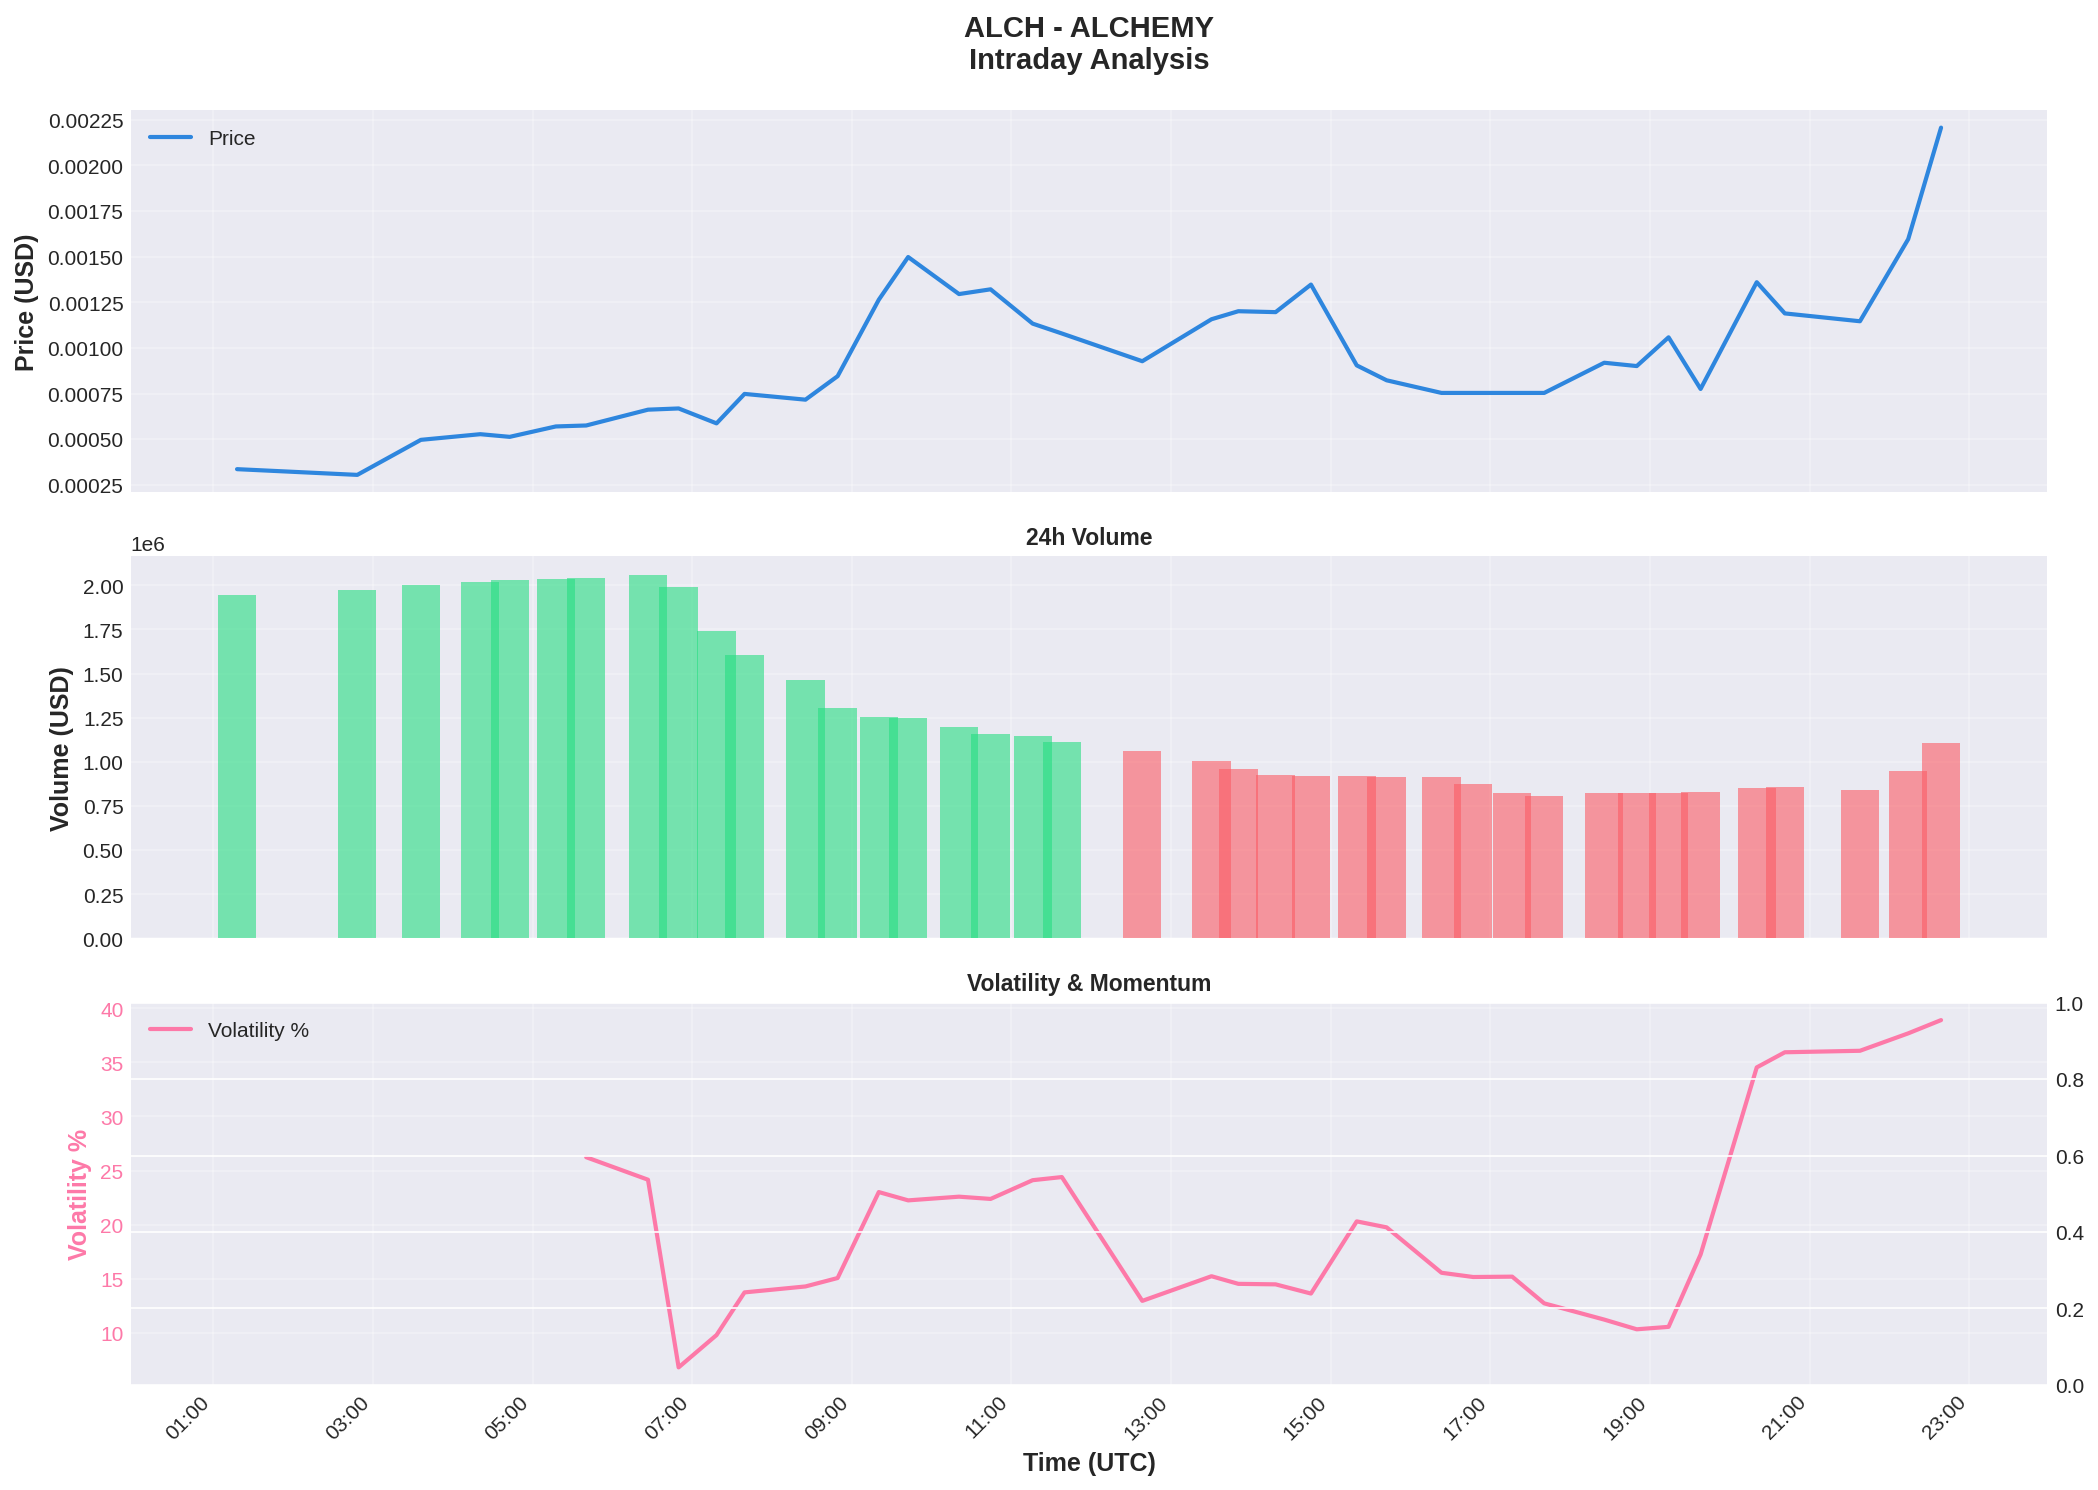 ALCH - ALCHEMY
Intraday Analysis
Price
Price (USD)
0.00225
0.00200
0.00175
0.00150
0.00125
0.00100
0.00075
0.00050
0.00025
24h Volume
1e6
Volume (USD)
2.00
1.75
1.50
1.25
1.00
0.75
0.50
0.25
0.00
Volatility & Momentum
Volatility %
Volatility %
40
35
30
25
20
15
10
1.0
0.8
0.6
0.4
0.2
0.0
01:00 03:00 05:00 07:00 09:00 11:00 13:00 15:00 17:00 19:00 21:00 23:00
Time (UTC)